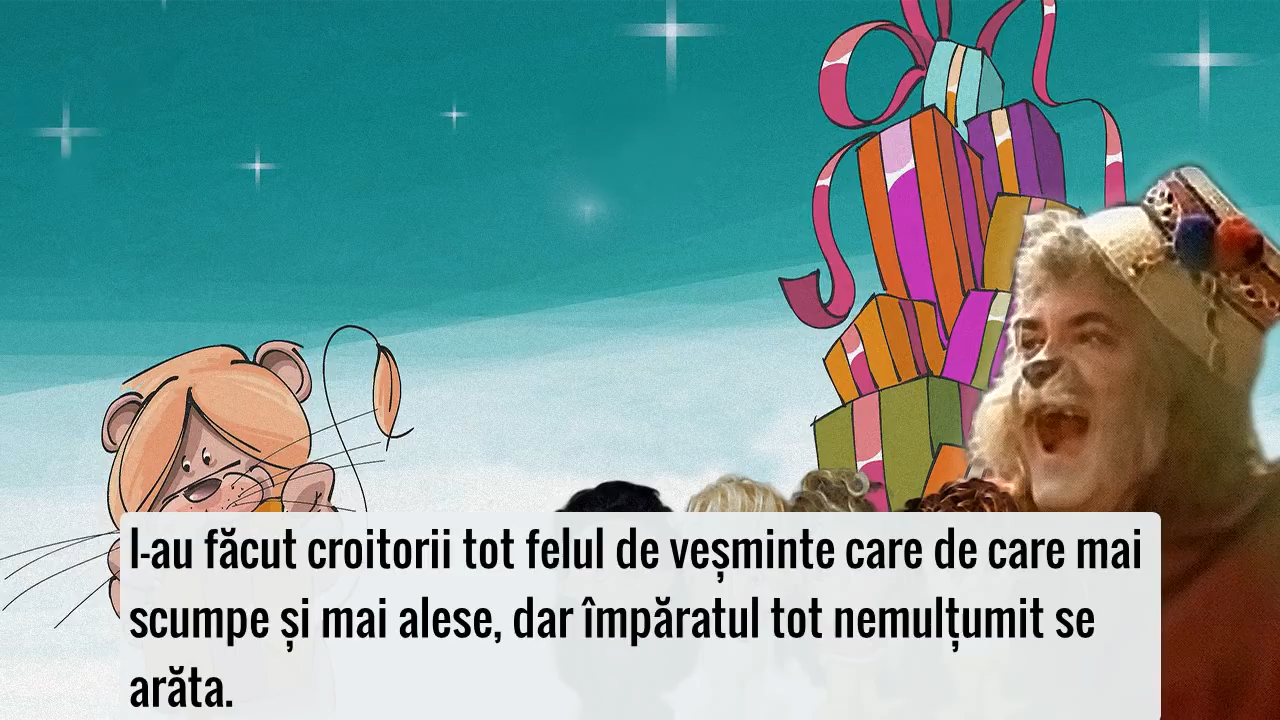 I-au făcut croitorii tot felul de veșminte care de care mai
scumpe și mai alese, dar împăratul tot nemulțumit se
arăta.